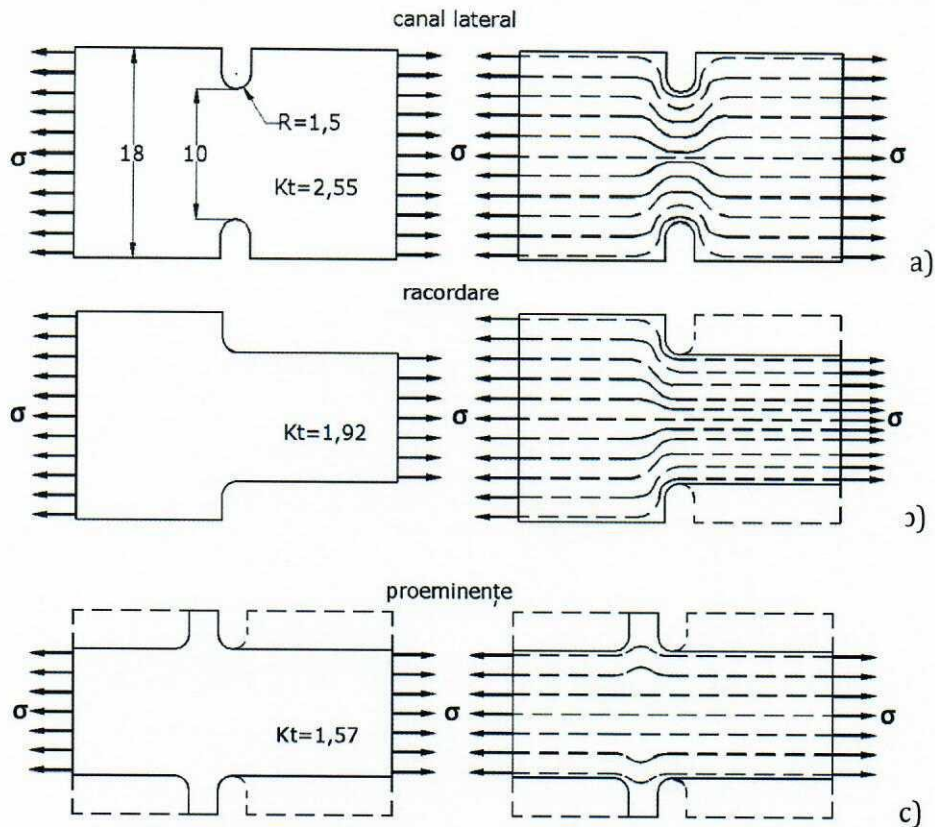 canal lateral
σ 18 10 R=1,5 σ σ
Kt=2,55
a)
racordare
σ Kt=1,92 σ σ
b)
proeminențe
σ Kt=1,57 σ σ
c)